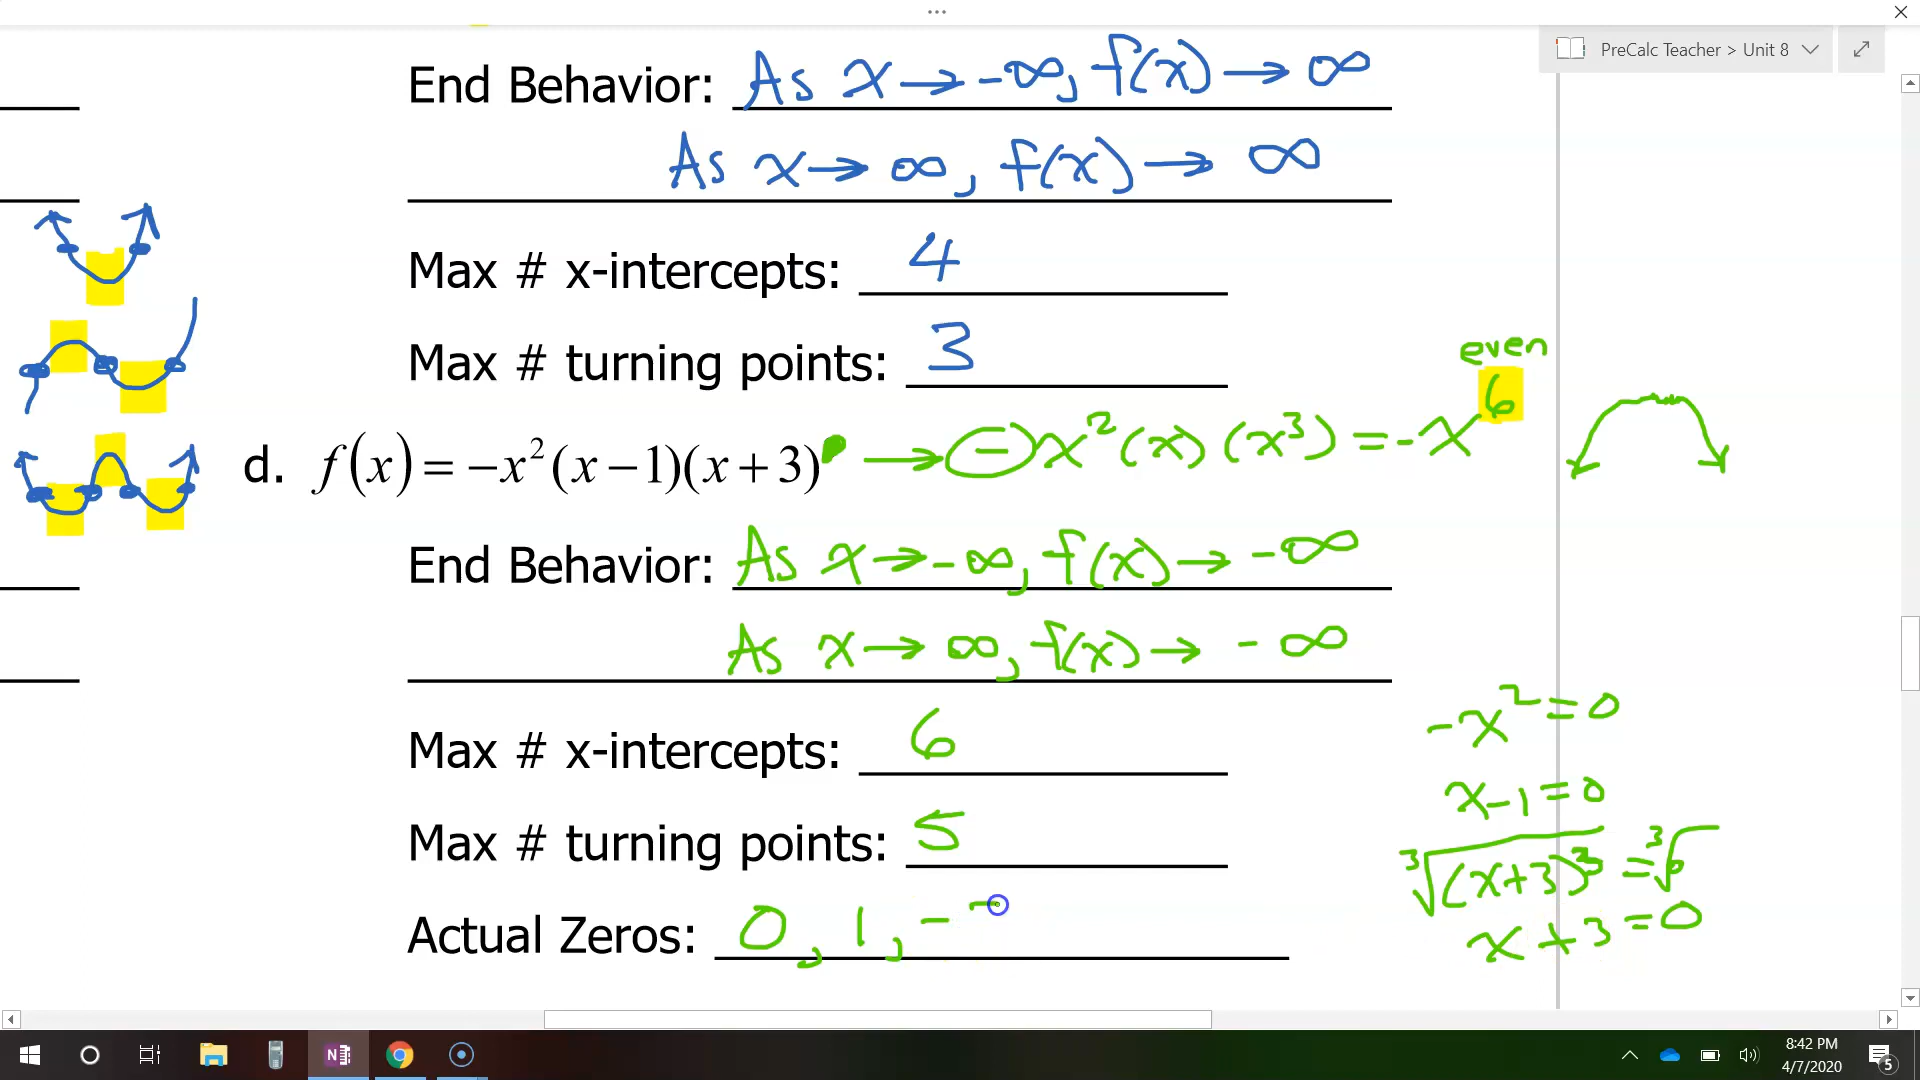 PreCalc Teacher > Unit 8
End Behavior: As x → -∞, f(x) → ∞
As x → ∞, f(x) → ∞
Max # x-intercepts: 4
Max # turning points: 3
even
d. f(x) = −x²(x−1)(x+3) → −x²(x)(x³) = -x⁶
End Behavior: As x → -∞, f(x) → -∞
As x → ∞, f(x) → -∞
Max # x-intercepts: 6
-x² = 0
x-1=0
Max # turning points: 5
∛(x+3)³ = ∛0
Actual Zeros: 0, 1, -
x+3=0
8:42 PM
4/7/2020
5